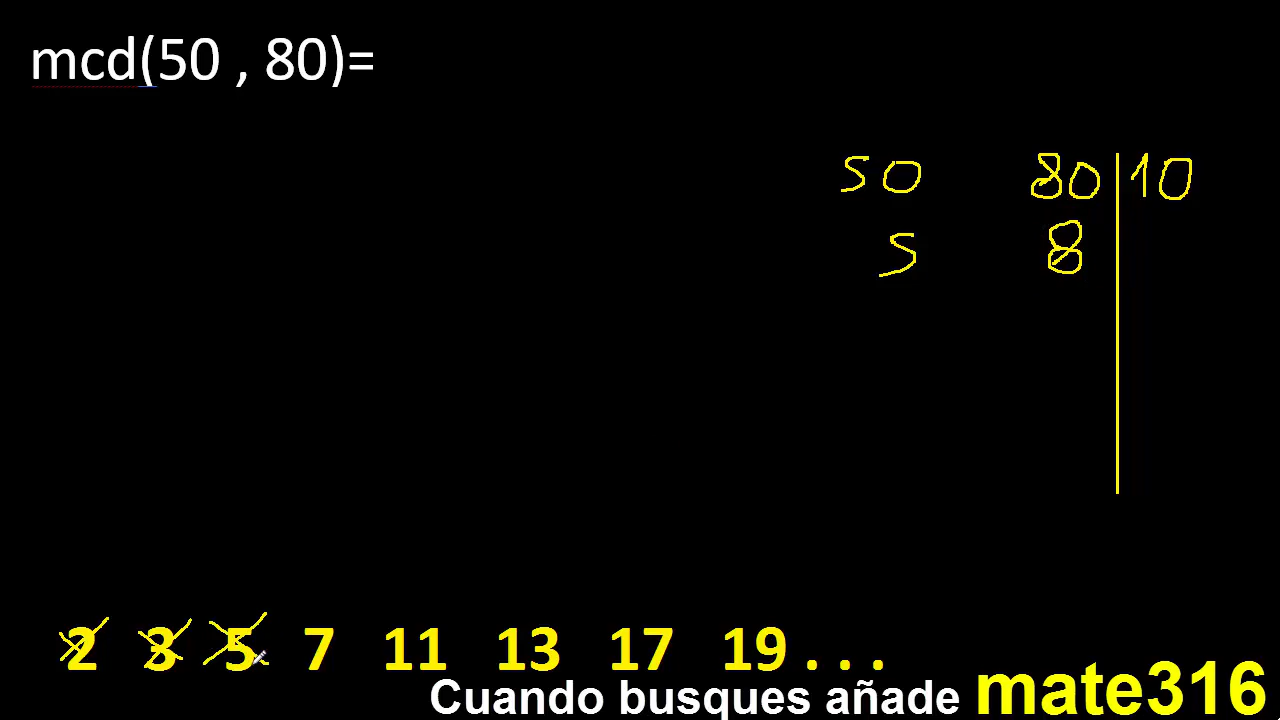 mcd(50 , 80)=
50 80 10
5 8
2 3 5 7 11 13 17 19 . . .
Cuando busques añade mate316